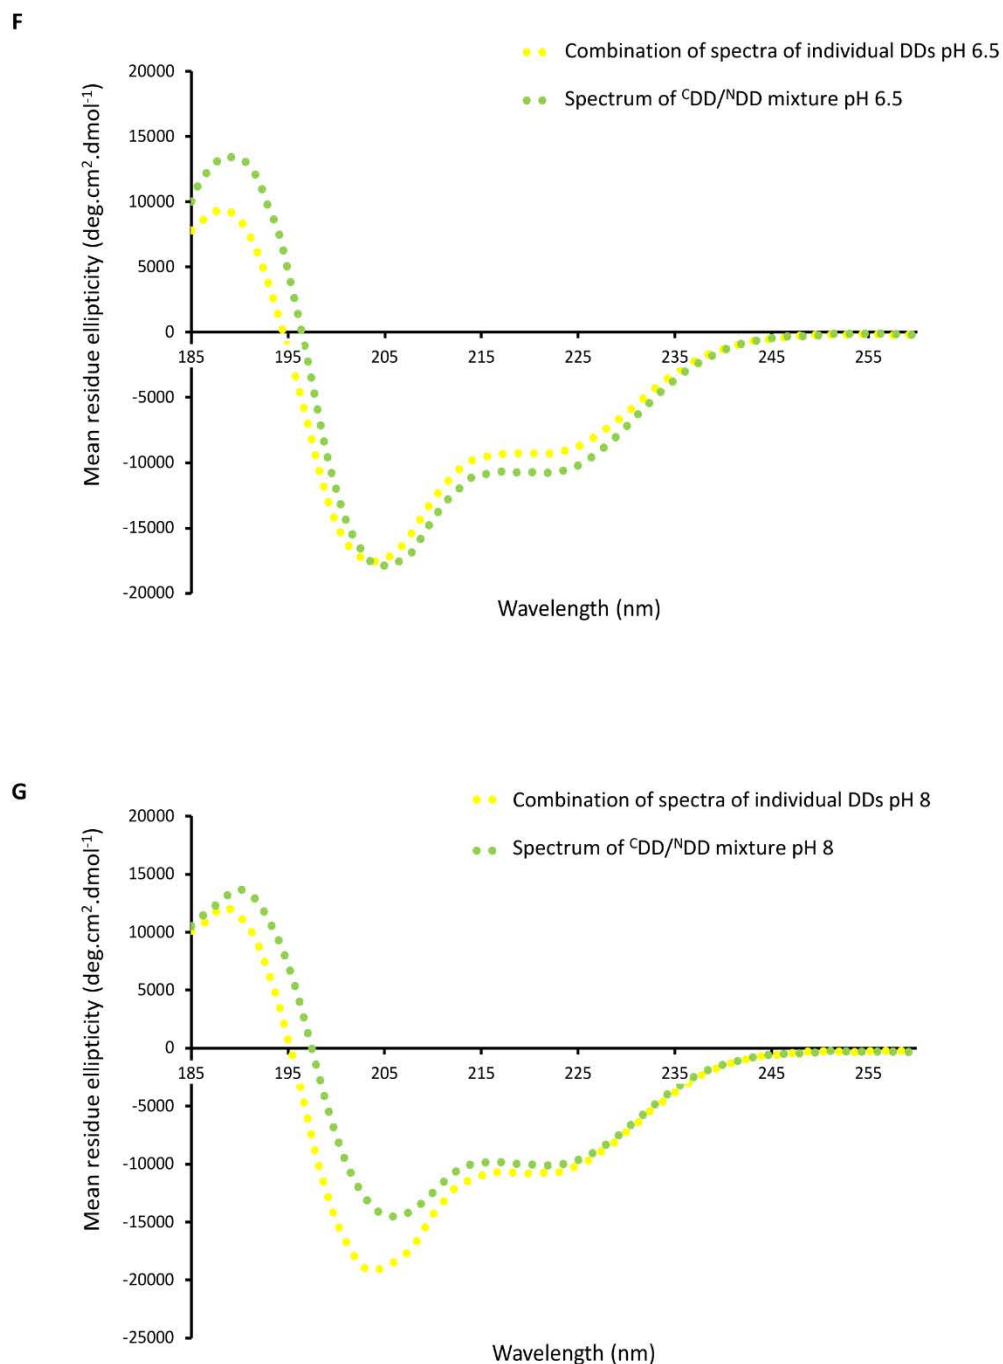 F
Combination of spectra of individual DDs pH 6.5
Spectrum of ᶜDD/ᴺDD mixture pH 6.5
Mean residue ellipticity (deg.cm².dmol⁻¹)
20000
15000
10000
5000
0
-5000
-10000
-15000
-20000
185 195 205 215 225 235 245 255
Wavelength (nm)
G
Combination of spectra of individual DDs pH 8
Spectrum of ᶜDD/ᴺDD mixture pH 8
Mean residue ellipticity (deg.cm².dmol⁻¹)
20000
15000
10000
5000
0
-5000
-10000
-15000
-20000
-25000
185 195 205 215 225 235 245 255
Wavelength (nm)